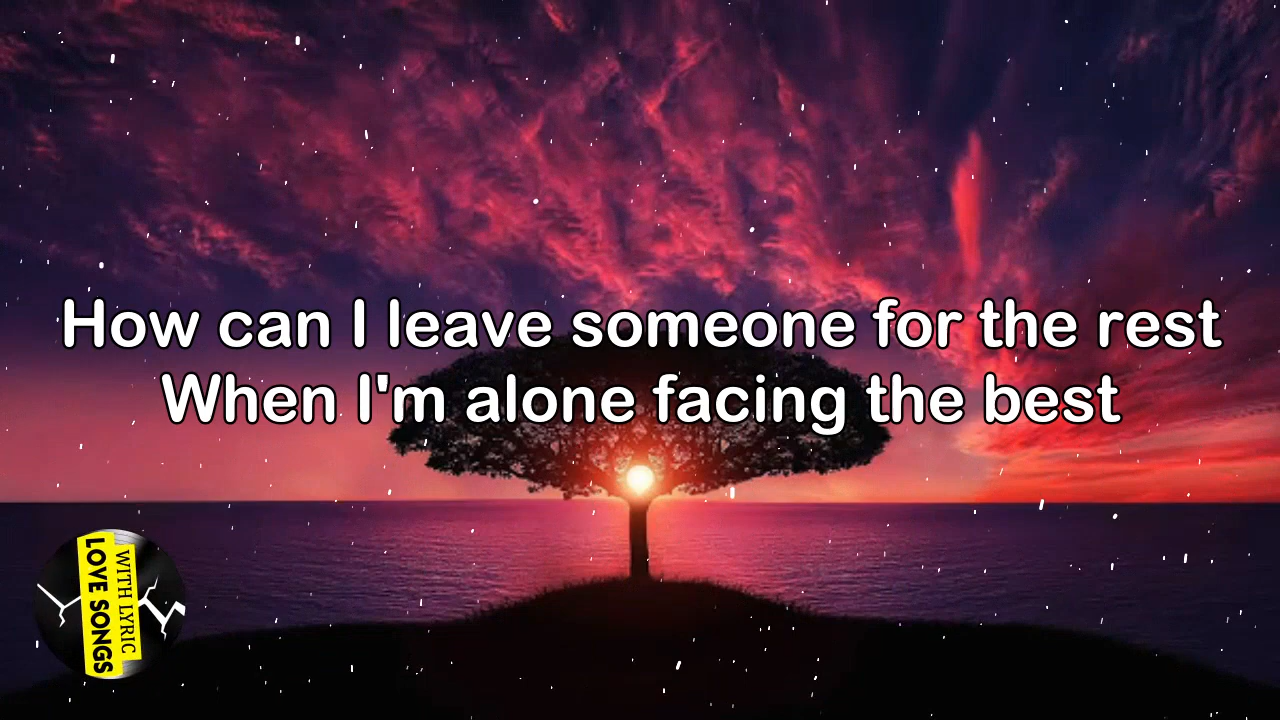 How can I leave someone for the rest
When I'm alone facing the best
LOVE SONGS
WITH LYRIC